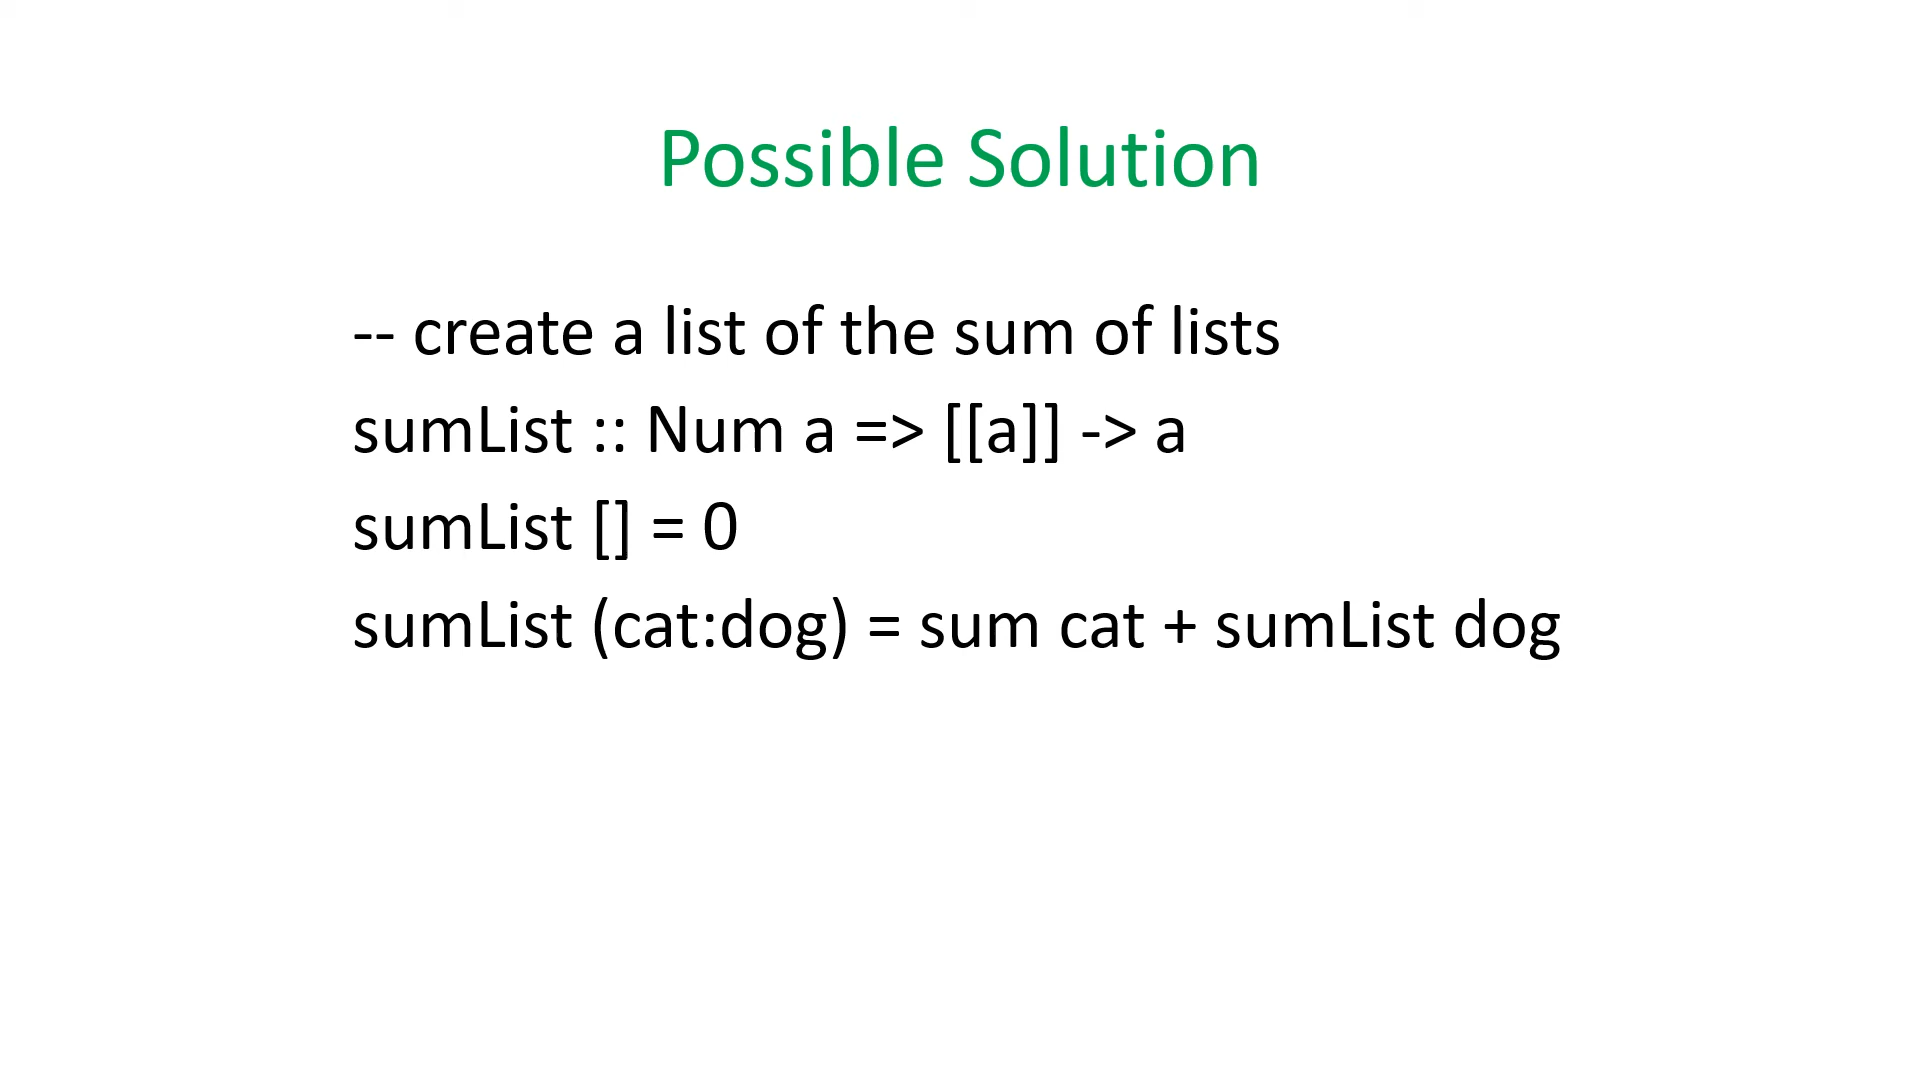 Possible Solution
-- create a list of the sum of lists
sumList :: Num a => [[a]] -> a
sumList [] = 0
sumList (cat:dog) = sum cat + sumList dog